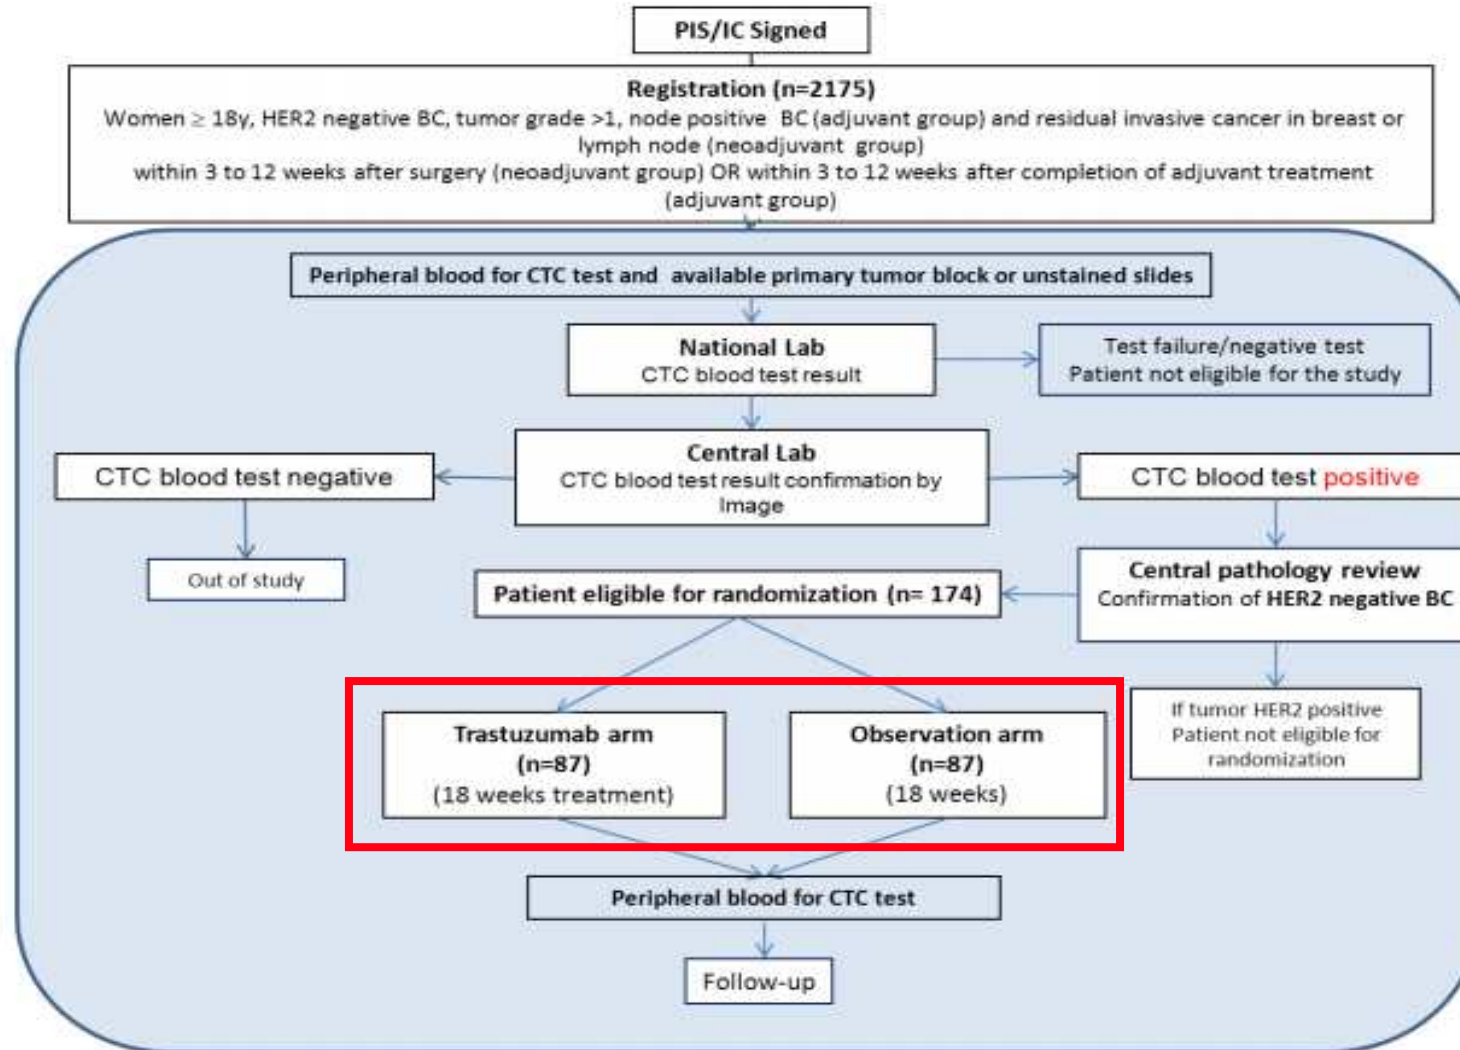 PIS/IC Signed
Registration (n=2175)
Women ≥ 18y, HER2 negative BC, tumor grade >1, node positive BC (adjuvant group) and residual invasive cancer in breast or
lymph node (neoadjuvant group)
within 3 to 12 weeks after surgery (neoadjuvant group) OR within 3 to 12 weeks after completion of adjuvant treatment
(adjuvant group)
Peripheral blood for CTC test and available primary tumor block or unstained slides
National Lab
CTC blood test result
Test failure/negative test
Patient not eligible for the study
Central Lab
CTC blood test result confirmation by
Image
CTC blood test negative
CTC blood test positive
Out of study
Central pathology review
Confirmation of HER2 negative BC
Patient eligible for randomization (n= 174)
If tumor HER2 positive
Patient not eligible for
randomization
Trastuzumab arm
(n=87)
(18 weeks treatment)
Observation arm
(n=87)
(18 weeks)
Peripheral blood for CTC test
Follow-up